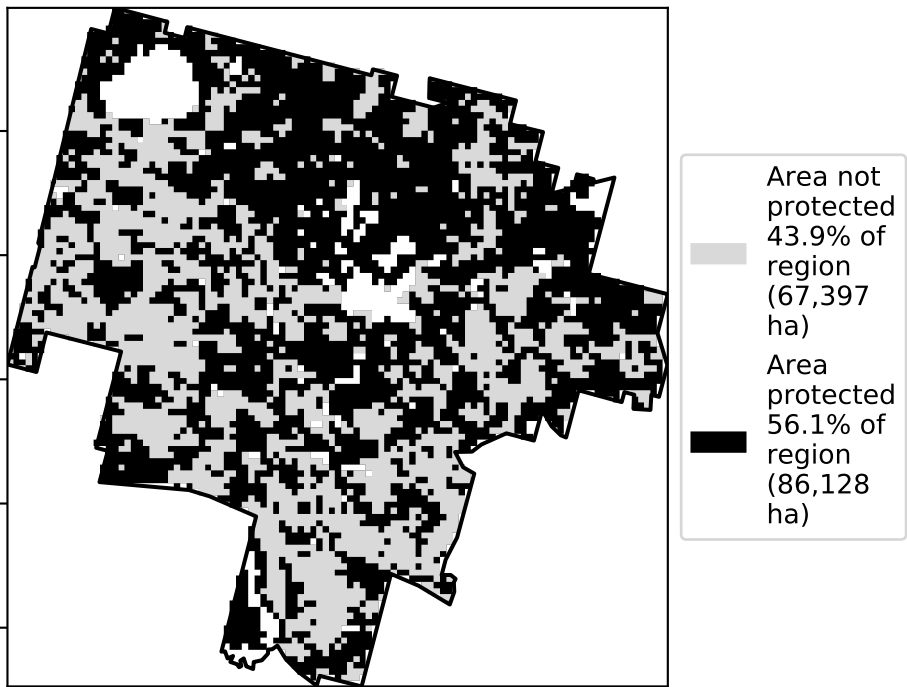 Area not
protected
43.9% of
region
(67,397
ha)
Area
protected
56.1% of
region
(86,128
ha)